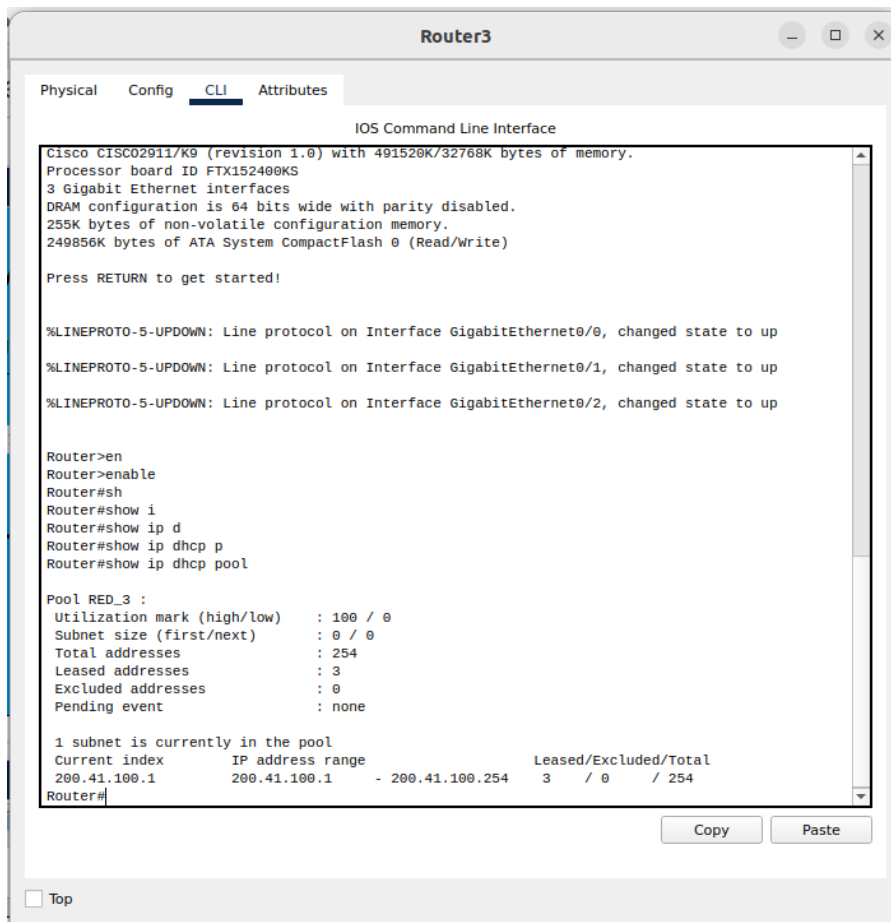 Router3
Physical Config CLI Attributes
IOS Command Line Interface
Cisco CISCO2911/K9 (revision 1.0) with 491520K/32768K bytes of memory.
Processor board ID FTX152400KS
3 Gigabit Ethernet interfaces
DRAM configuration is 64 bits wide with parity disabled.
255K bytes of non-volatile configuration memory.
249856K bytes of ATA System CompactFlash 0 (Read/Write)
Press RETURN to get started!
%LINEPROTO-5-UPDOWN: Line protocol on Interface GigabitEthernet0/0, changed state to up
%LINEPROTO-5-UPDOWN: Line protocol on Interface GigabitEthernet0/1, changed state to up
%LINEPROTO-5-UPDOWN: Line protocol on Interface GigabitEthernet0/2, changed state to up
Router>en
Router>enable
Router#sh
Router#show i
Router#show ip d
Router#show ip dhcp p
Router#show ip dhcp pool
Pool RED_3 :
Utilization mark (high/low) : 100 / 0
Subnet size (first/next) : 0 / 0
Total addresses : 254
Leased addresses : 3
Excluded addresses : 0
Pending event : none
1 subnet is currently in the pool
Current index IP address range Leased/Excluded/Total
200.41.100.1 200.41.100.1 - 200.41.100.254 3 / 0 / 254
Router#
Copy Paste
Top